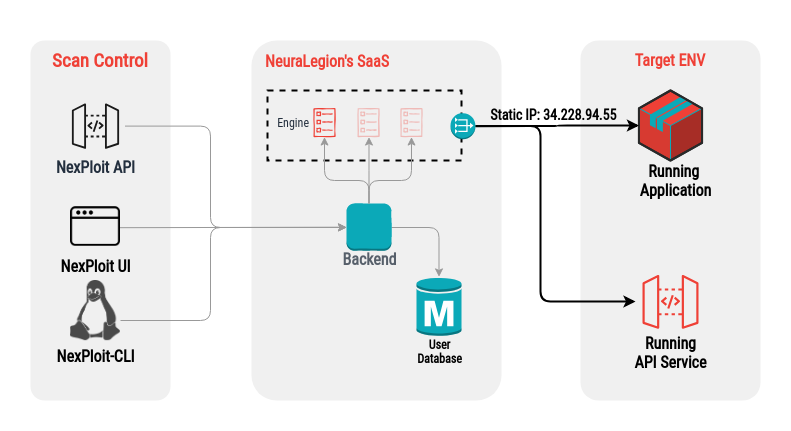 Scan Control
NexPloit API
NexPloit UI
NexPloit-CLI
NeuraLegion's SaaS
Engine
Backend
M
User
Database
Static IP: 34.228.94.55
Target ENV
Running
Application
Running
API Service